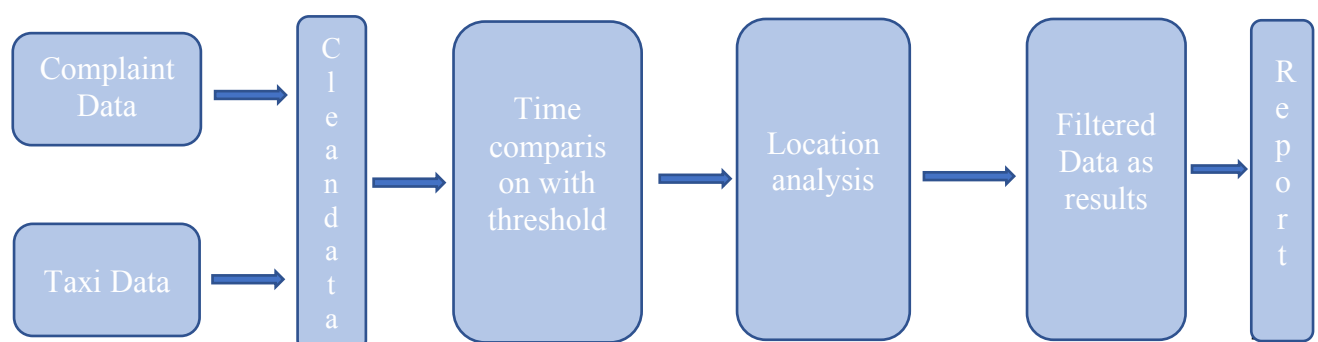 Complaint
Data
Taxi Data
C
l
e
a
n
d
a
t
a
Time
comparis
on with
threshold
Location
analysis
Filtered
Data as
results
R
e
p
o
r
t